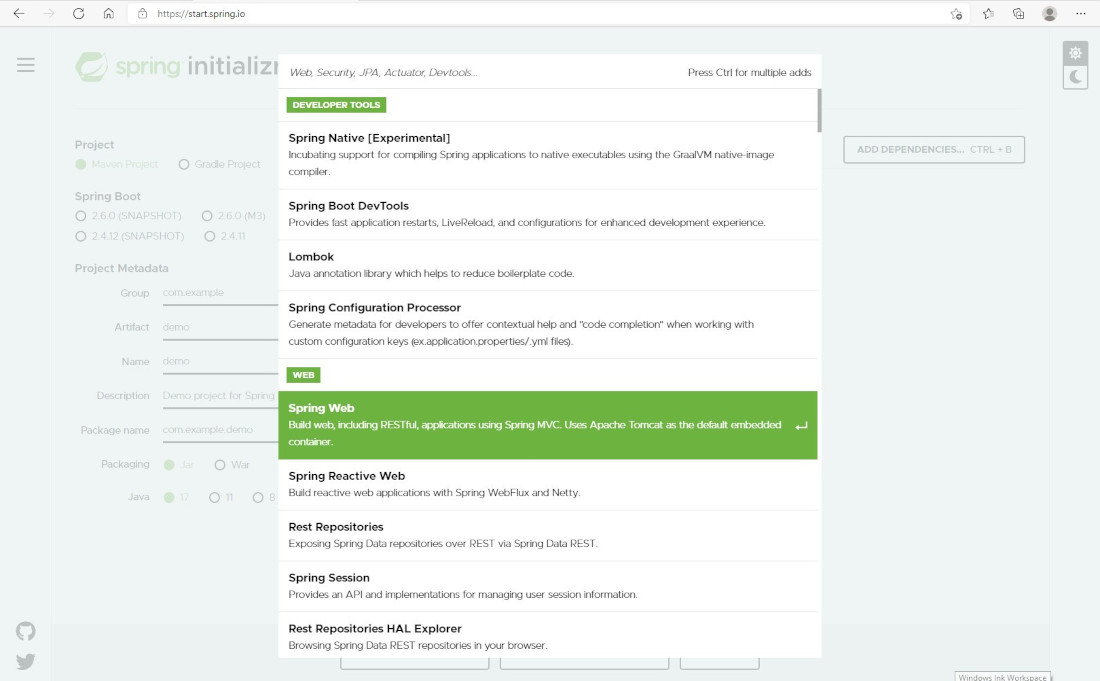 https://start.spring.io
spring initializr
Web, Security, JPA, Actuator, Devtools...
Press Ctrl for multiple adds
DEVELOPER TOOLS
Spring Native [Experimental]
Incubating support for compiling Spring applications to native executables using the GraalVM native-image
compiler.
Spring Boot DevTools
Provides fast application restarts, LiveReload, and configurations for enhanced development experience.
Lombok
Java annotation library which helps to reduce boilerplate code.
Spring Configuration Processor
Generate metadata for developers to offer contextual help and "code completion" when working with
custom configuration keys (ex.application.properties/.yml files).
WEB
Spring Web
Build web, including RESTful, applications using Spring MVC. Uses Apache Tomcat as the default embedded
container.
Spring Reactive Web
Build reactive web applications with Spring WebFlux and Netty.
Rest Repositories
Exposing Spring Data repositories over REST via Spring Data REST.
Spring Session
Provides an API and implementations for managing user session information.
Rest Repositories HAL Explorer
Browsing Spring Data REST repositories in your browser.
Project
Maven Project Gradle Project
Spring Boot
2.6.0 (SNAPSHOT) 2.6.0 (M3)
2.4.12 (SNAPSHOT) 2.4.11
Project Metadata
Group com.example
Artifact demo
Name demo
Description Demo project for Spring
Package name com.example.demo
Packaging Jar War
Java 17 11 8
ADD DEPENDENCIES... CTRL + B
Windows Ink Workspace